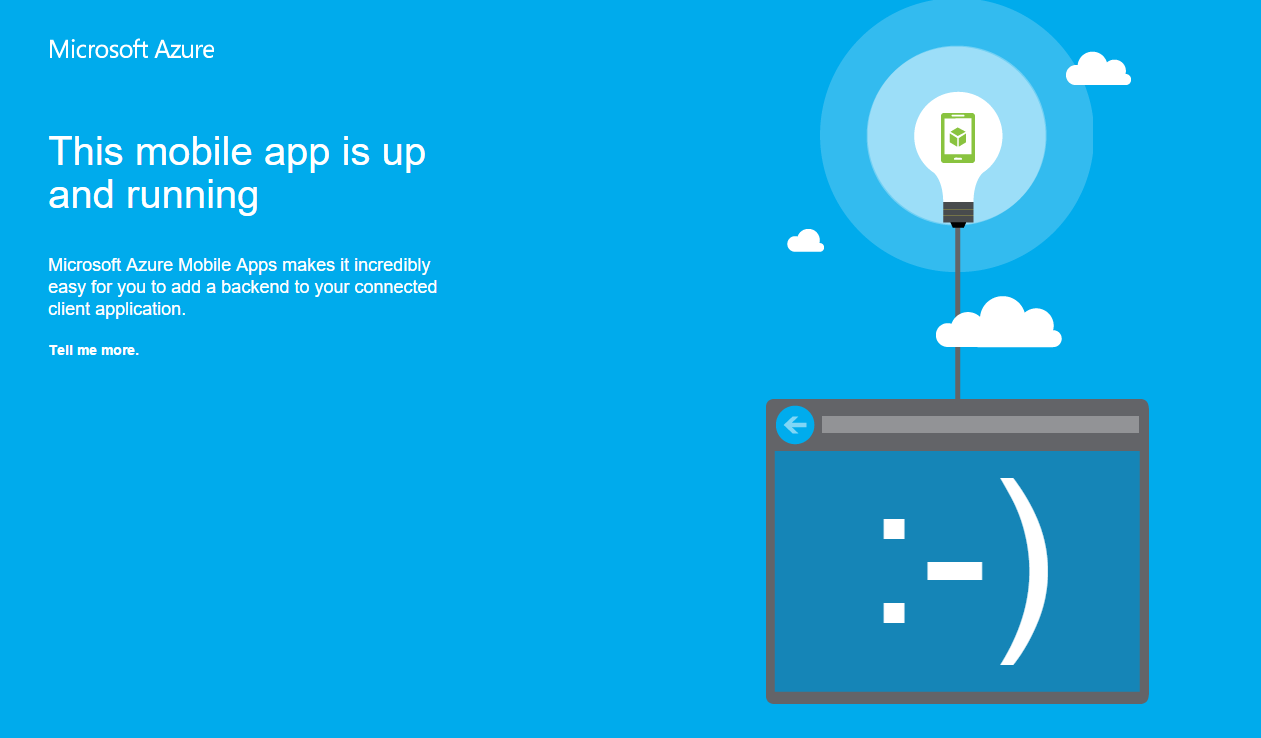 Microsoft Azure
This mobile app is up
and running
Microsoft Azure Mobile Apps makes it incredibly
easy for you to add a backend to your connected
client application.
Tell me more.
:-)